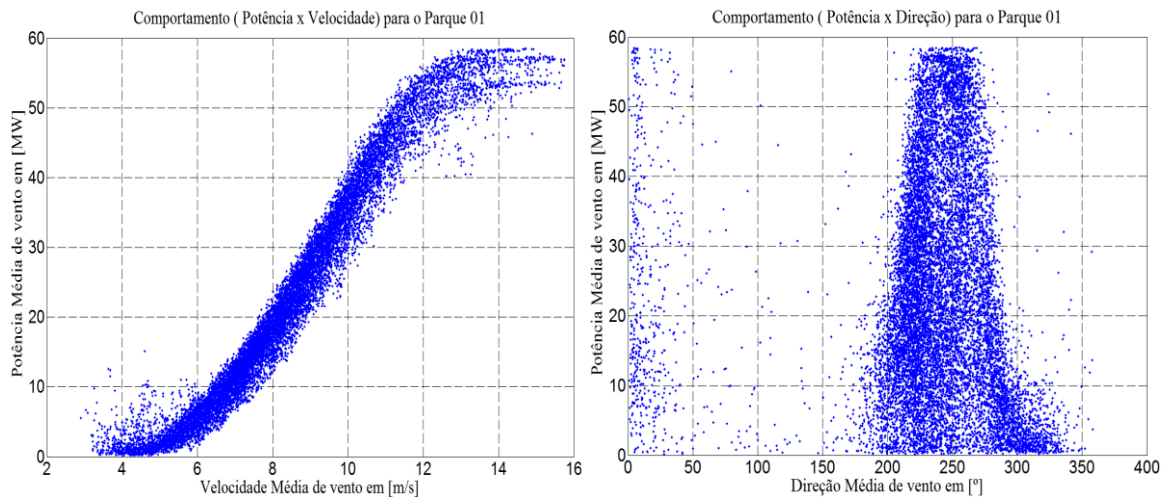 Comportamento ( Potência x Velocidade) para o Parque 01
Potência Média de vento em [MW]
60
50
40
30
20
10
0
2 4 6 8 10 12 14 16
Velocidade Média de vento em [m/s]
Comportamento ( Potência x Direção) para o Parque 01
Potência Média de vento em [MW]
60
50
40
30
20
10
0
0 50 100 150 200 250 300 350 400
Direção Média de vento em [º]